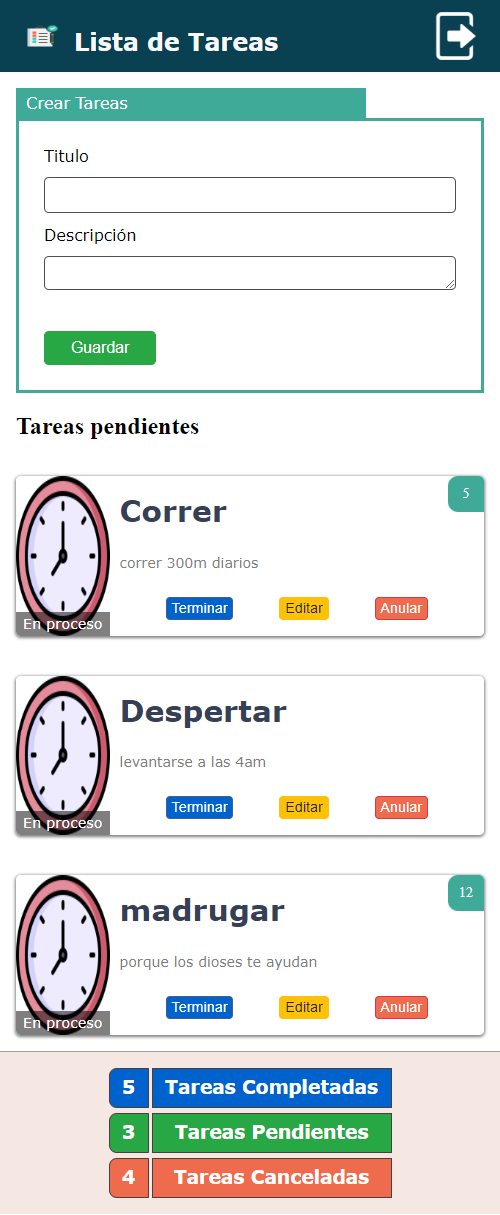 Lista de Tareas
Crear Tareas
Titulo
Descripción
Guardar
Tareas pendientes
Correr
5
correr 300m diarios
Terminar Editar Anular
En proceso
Despertar
levantarse a las 4am
Terminar Editar Anular
En proceso
madrugar
12
porque los dioses te ayudan
Terminar Editar Anular
En proceso
5 Tareas Completadas
3 Tareas Pendientes
4 Tareas Canceladas